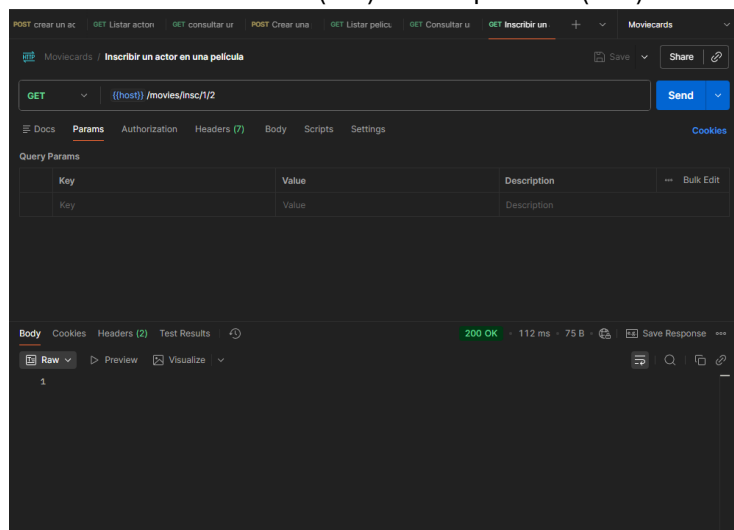 POST crear un ac GET Listar acton GET consultar ur POST Crear una GET Listar pelicu. GET Consultar u GET Inscribir un Moviecards
HTTP Moviecards / Inscribir un actor en una película Save Share
GET {{host}} /movies/insc/1/2 Send
Docs Params Authorization Headers (7) Body Scripts Settings Cookies
Query Params
Key Value Description Bulk Edit
Key Value Description
Body Cookies Headers (2) Test Results 200 OK 112 ms 75 B Save Response
Raw Preview Visualize
1